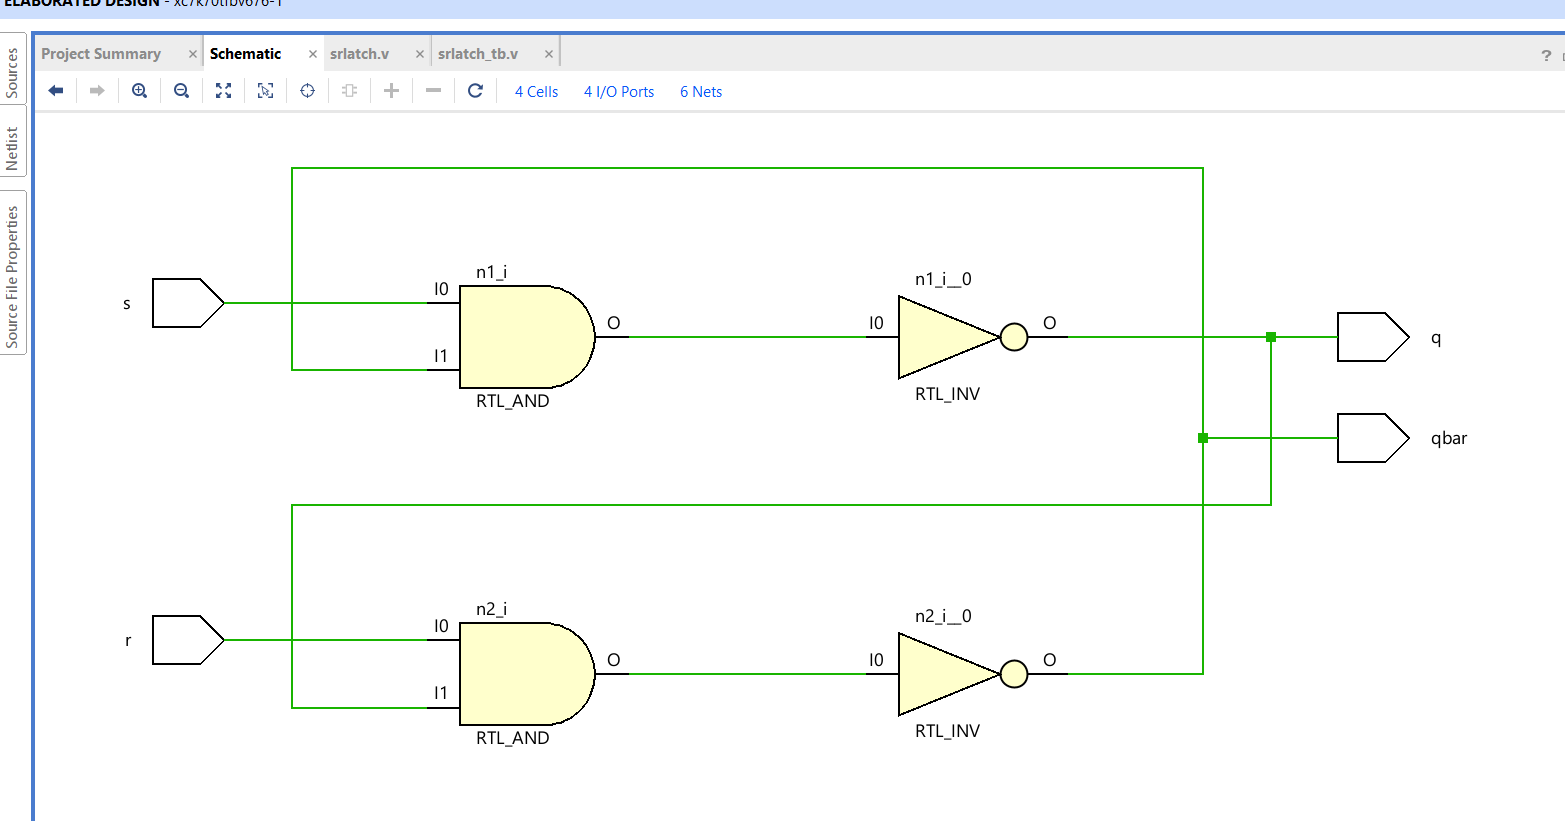 ELABORATED DESIGN - xc7k70tfbv676-1
Sources
Netlist
Source File Properties
Project Summary × Schematic × srlatch.v × srlatch_tb.v × ?
4 Cells 4 I/O Ports 6 Nets
n1_i
n1_i__0
s
I0
O
I0
O
q
I1
RTL_AND
RTL_INV
qbar
n2_i
n2_i__0
r
I0
O
I0
O
I1
RTL_AND
RTL_INV